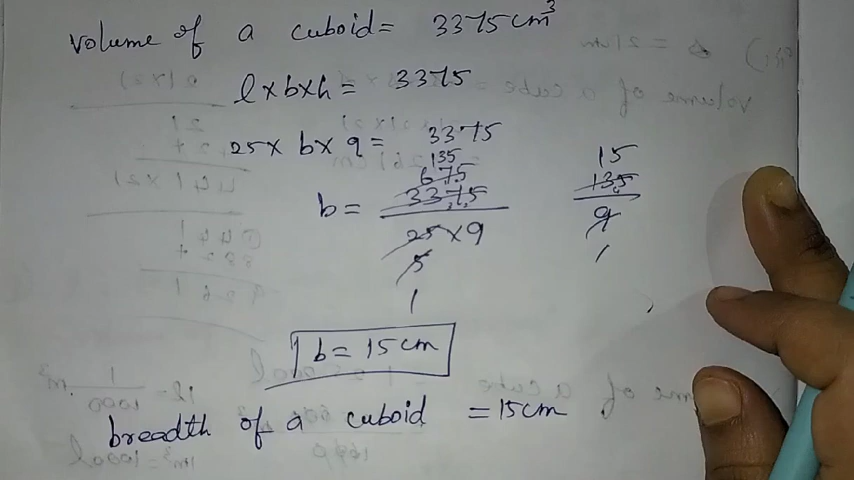 volume of a cuboid = 3375 cm³
l x b x h = 3375
25 x b x 9 = 3375
135
675 15
b = 3375 135
25 x 9 9
5 1
1
b = 15 cm
breadth of a cuboid = 15 cm